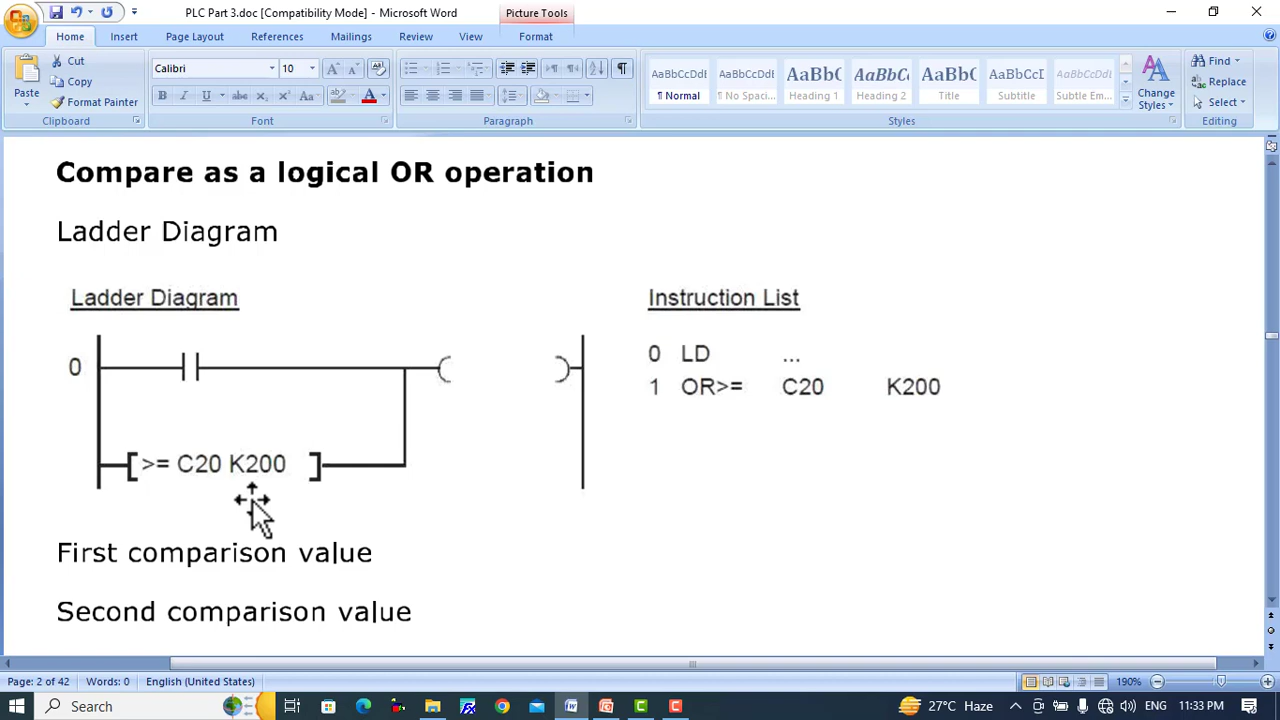 PLC Part 3.doc [Compatibility Mode] - Microsoft Word
Picture Tools
Home Insert Page Layout References Mailings Review View Format
Paste
Cut
Copy
Format Painter
Clipboard
Calibri 10
Font
Paragraph
AaBbCcDd AaBbCcDd AaBbC AaBbCc AaBbC AaBbCcI AaBbCcDd
¶ Normal ¶ No Spaci... Heading 1 Heading 2 Title Subtitle Subtle Em...
Change Styles
Styles
Find
Replace
Select
Editing
Compare as a logical OR operation
Ladder Diagram
Ladder Diagram
0
>= C20 K200
Instruction List
0 LD ...
1 OR>= C20 K200
First comparison value
Second comparison value
Page: 2 of 42 Words: 0 English (United States) 190%
Search 27°C Haze ENG 11:33 PM